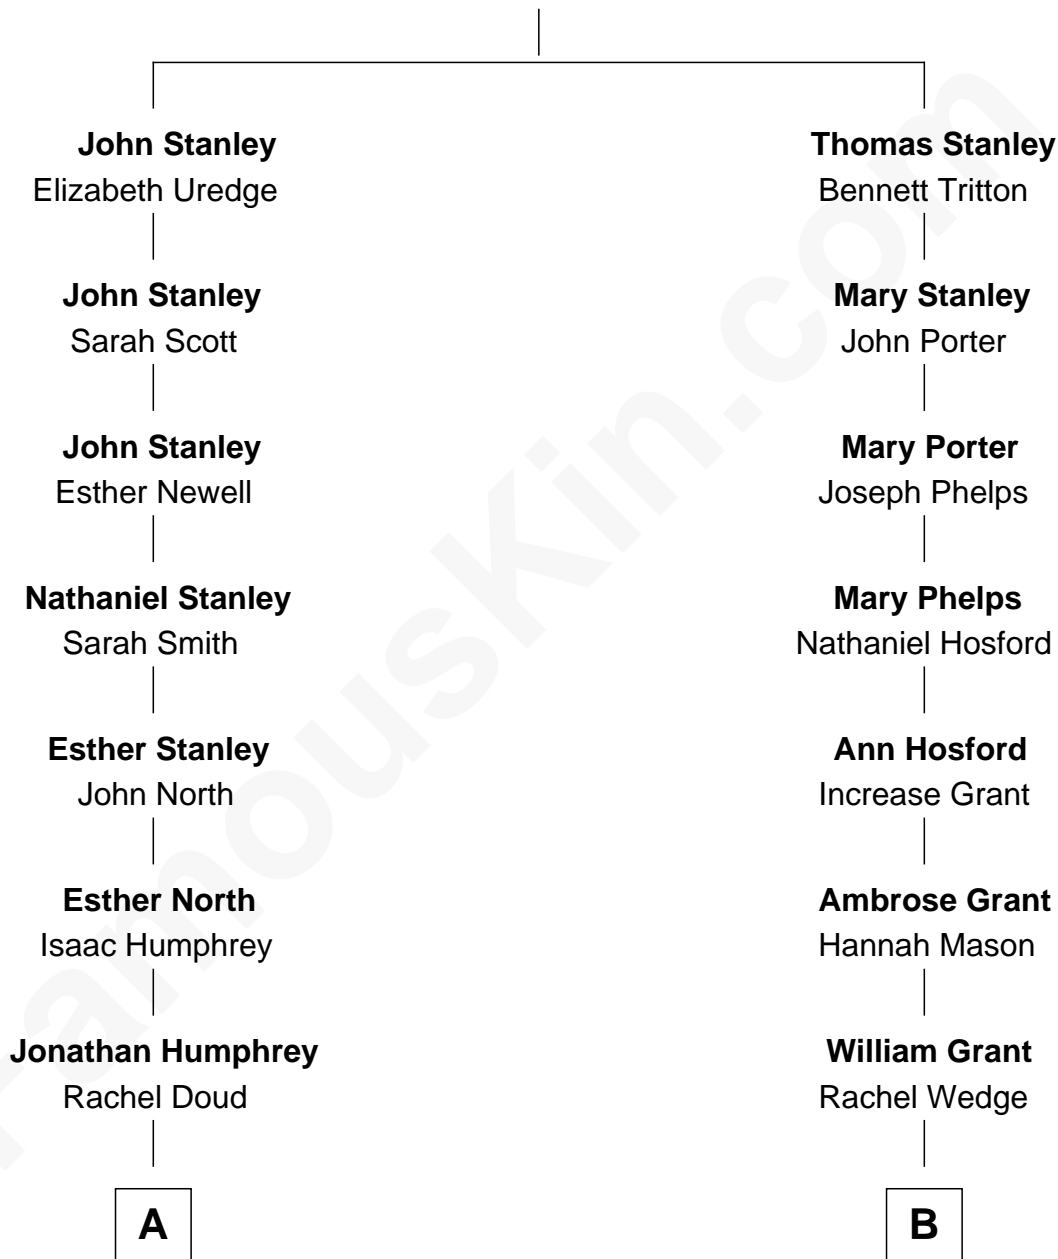 John Stanley
Elizabeth Uredge
John Stanley
Sarah Scott
John Stanley
Esther Newell
Nathaniel Stanley
Sarah Smith
Esther Stanley
John North
Esther North
Isaac Humphrey
Jonathan Humphrey
Rachel Doud
A
Thomas Stanley
Bennett Tritton
Mary Stanley
John Porter
Mary Porter
Joseph Phelps
Mary Phelps
Nathaniel Hosford
Ann Hosford
Increase Grant
Ambrose Grant
Hannah Mason
William Grant
Rachel Wedge
B
FamousKin.com